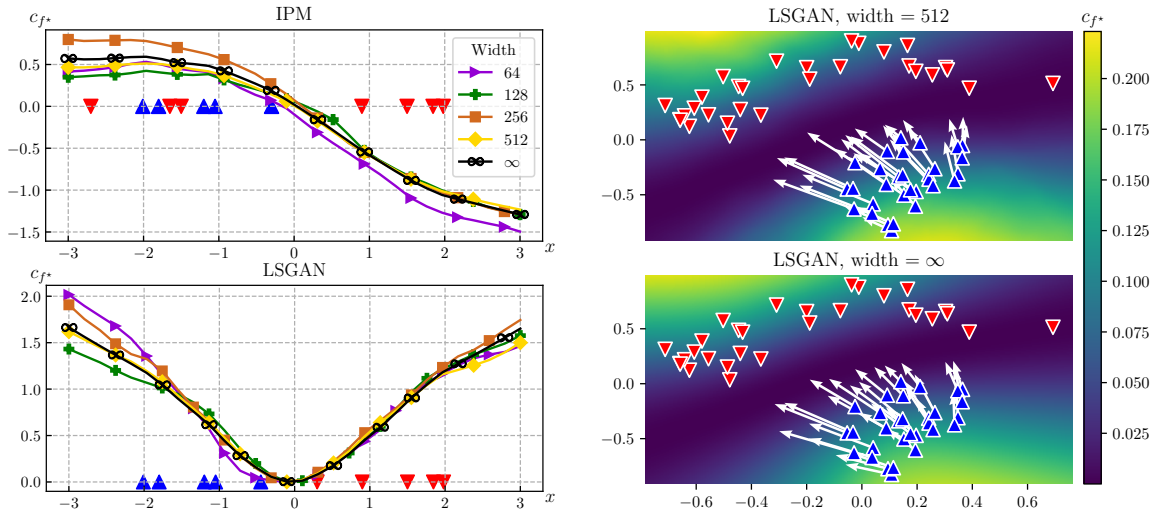 IPM
c_{f⋆}
0.5
0.0
−0.5
−1.0
−1.5
Width
64
128
256
512
∞
−3 −2 −1 0 1 2 3 x
LSGAN
c_{f⋆}
2.0
1.5
1.0
0.5
0.0
−3 −2 −1 0 1 2 3 x
LSGAN, width = 512
0.5
0.0
−0.5
LSGAN, width = ∞
0.5
0.0
−0.5
−0.6 −0.4 −0.2 0.0 0.2 0.4 0.6
c_{f⋆}
0.200
0.175
0.150
0.125
0.100
0.075
0.050
0.025